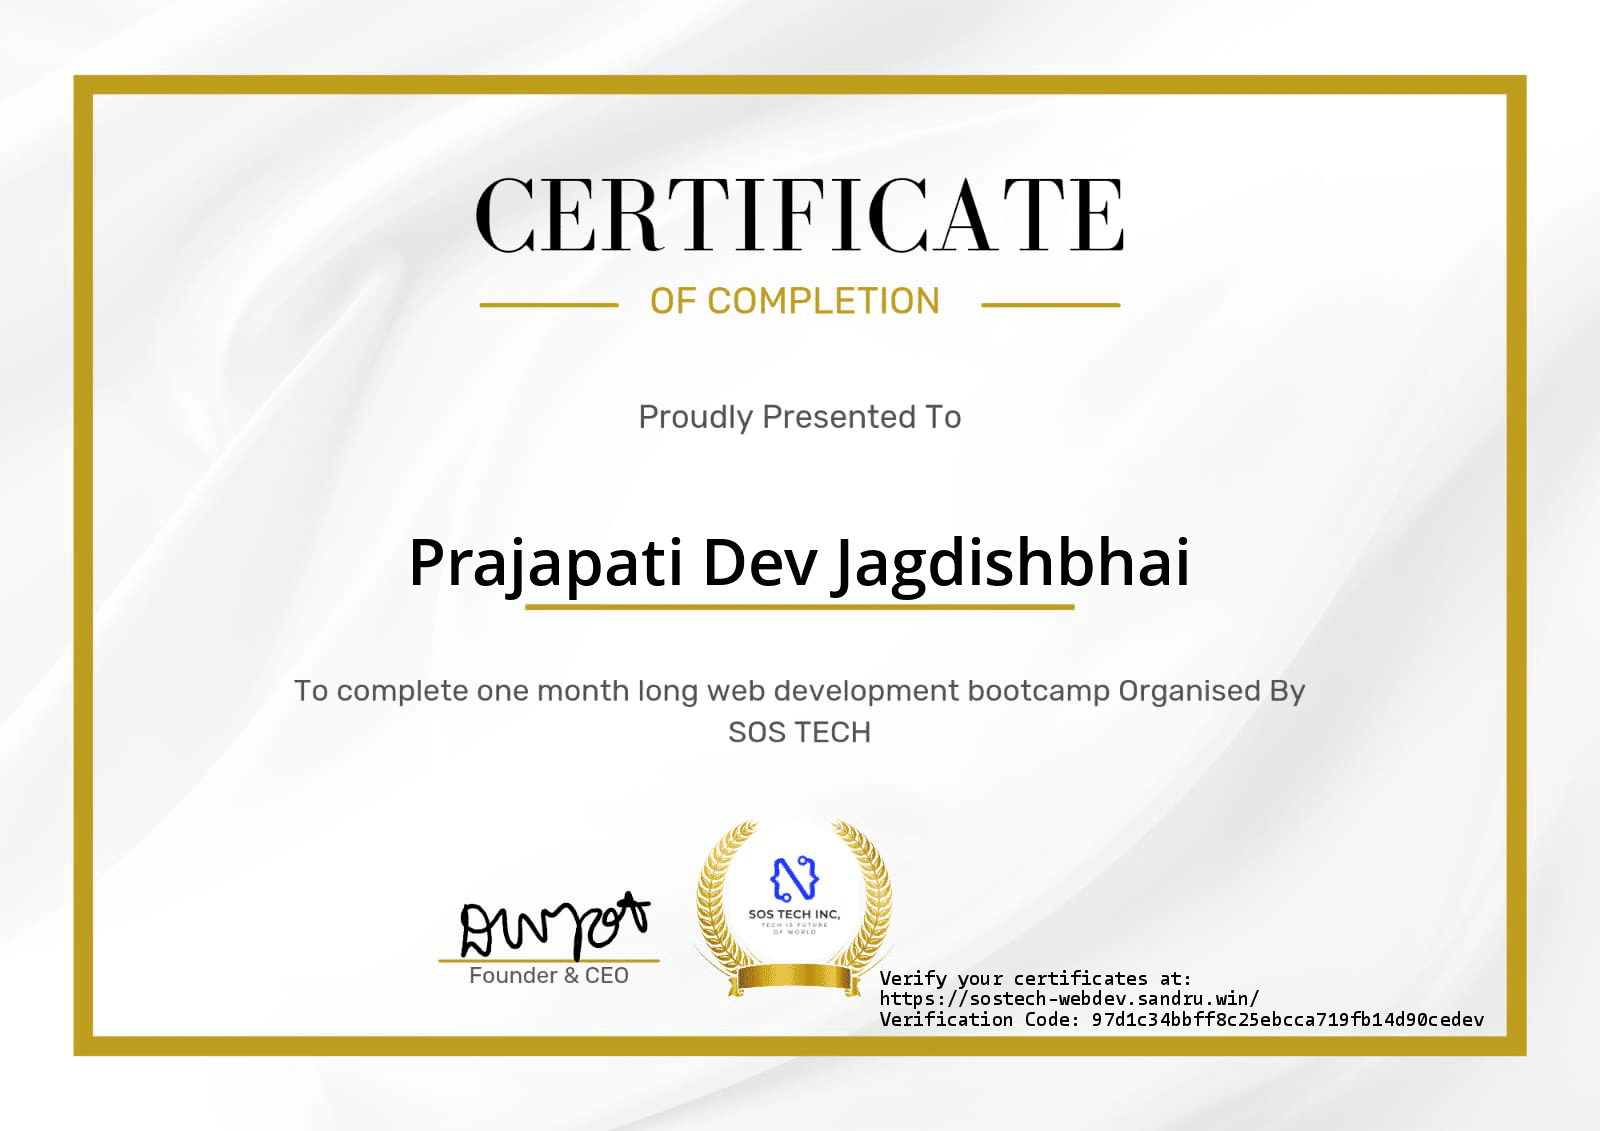 CERTIFICATE
OF COMPLETION
Proudly Presented To
Prajapati Dev Jagdishbhai
To complete one month long web development bootcamp Organised By
SOS TECH
Founder & CEO
SOS TECH INC,
TECH IS FUTURE
OF WORLD
Verify your certificates at:
https://sostech-webdev.sandru.win/
Verification Code: 97d1c34bbff8c25ebcca719fb14d90cedev